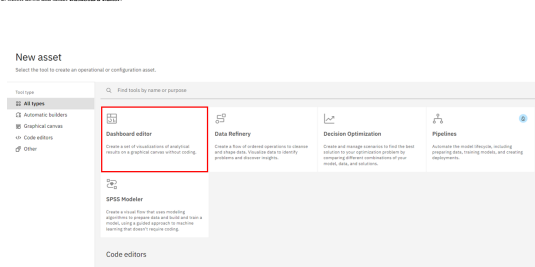 New asset
Select the tool to create an operational or configuration asset.
Tool type
Find tools by name or purpose
All types
Automatic builders
Graphical canvas
Code editors
Other
Dashboard editor
Create a set of visualizations of analytical
results on a graphical canvas without coding.
Data Refinery
Create a flow of ordered operations to cleanse
and shape data. Visualize data to identify
problems and discover insights.
Decision Optimization
Create and manage scenarios to find the best
solution to your optimization problem by
comparing different combinations of your
model, data, and solutions.
Pipelines
Automate the model lifecycle, including
preparing data, training models, and creating
deployments.
SPSS Modeler
Create a visual flow that uses modeling
algorithms to prepare data and build and train a
model, using a guided approach to machine
learning that doesn't require coding.
Code editors